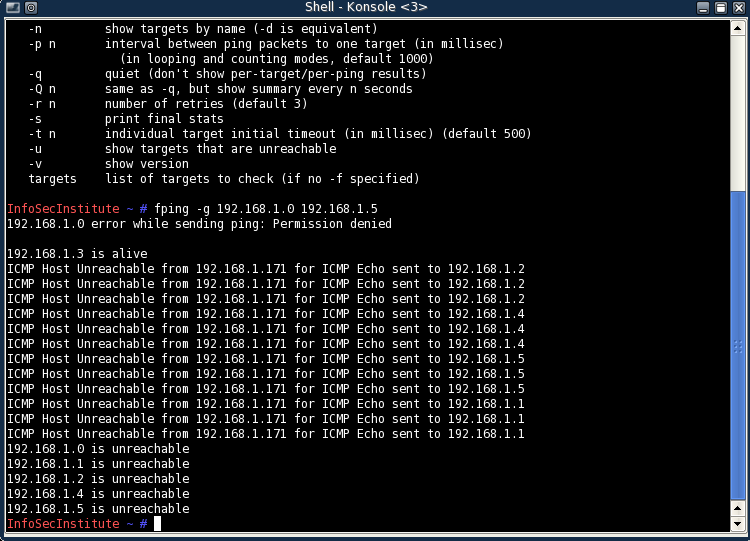 Shell - Konsole <3>
-n show targets by name (-d is equivalent)
-p n interval between ping packets to one target (in millisec)
(in looping and counting modes, default 1000)
-q quiet (don't show per-target/per-ping results)
-Q n same as -q, but show summary every n seconds
-r n number of retries (default 3)
-s print final stats
-t n individual target initial timeout (in millisec) (default 500)
-u show targets that are unreachable
-v show version
targets list of targets to check (if no -f specified)
InfoSecInstitute ~ # fping -g 192.168.1.0 192.168.1.5
192.168.1.0 error while sending ping: Permission denied
192.168.1.3 is alive
ICMP Host Unreachable from 192.168.1.171 for ICMP Echo sent to 192.168.1.2
ICMP Host Unreachable from 192.168.1.171 for ICMP Echo sent to 192.168.1.2
ICMP Host Unreachable from 192.168.1.171 for ICMP Echo sent to 192.168.1.2
ICMP Host Unreachable from 192.168.1.171 for ICMP Echo sent to 192.168.1.4
ICMP Host Unreachable from 192.168.1.171 for ICMP Echo sent to 192.168.1.4
ICMP Host Unreachable from 192.168.1.171 for ICMP Echo sent to 192.168.1.4
ICMP Host Unreachable from 192.168.1.171 for ICMP Echo sent to 192.168.1.5
ICMP Host Unreachable from 192.168.1.171 for ICMP Echo sent to 192.168.1.5
ICMP Host Unreachable from 192.168.1.171 for ICMP Echo sent to 192.168.1.5
ICMP Host Unreachable from 192.168.1.171 for ICMP Echo sent to 192.168.1.1
ICMP Host Unreachable from 192.168.1.171 for ICMP Echo sent to 192.168.1.1
ICMP Host Unreachable from 192.168.1.171 for ICMP Echo sent to 192.168.1.1
192.168.1.0 is unreachable
192.168.1.1 is unreachable
192.168.1.2 is unreachable
192.168.1.4 is unreachable
192.168.1.5 is unreachable
InfoSecInstitute ~ #